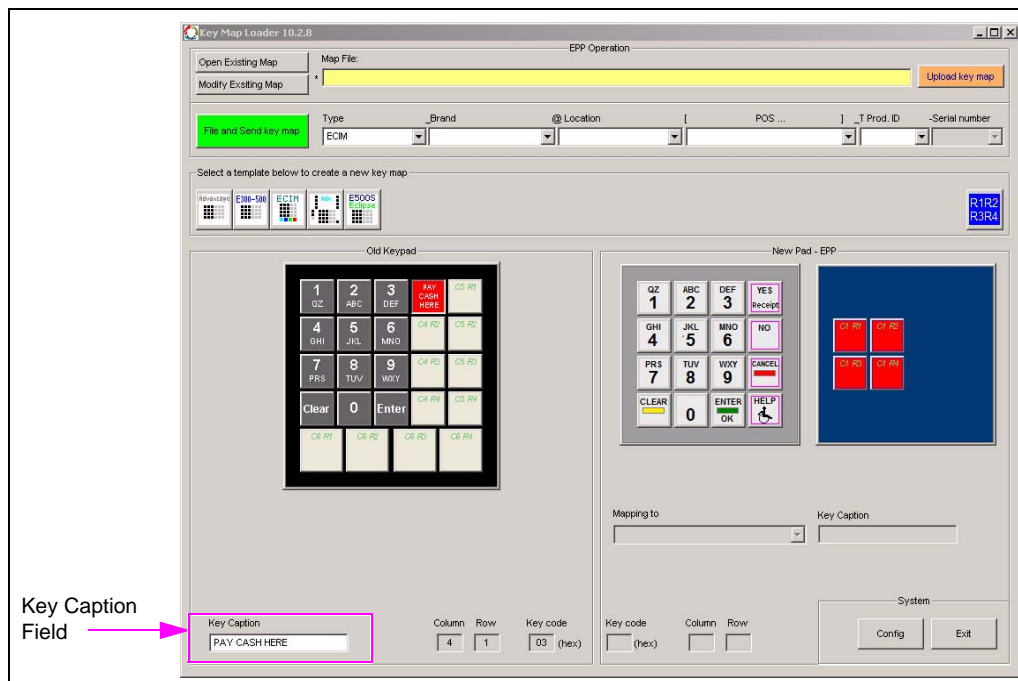 Key Map Loader 10.2.8
EPP Operation
Open Existing Map
Map File:
Modify Exsiting Map
*
Upload key map
File and Send key map
Type
_Brand
@ Location
[
POS ...
]
_T Prod. ID
-Serial number
ECIM
Select a template below to create a new key map
Advantage
E300-500
ECIM
Adv.
E500S
Eclipse
R1R2
R3R4
Old Keypad
1
QZ
2
ABC
3
DEF
PAY
CASH
HERE
C5 R1
4
GHI
5
JKL
6
MNO
C4 R2
C5 R2
7
PRS
8
TUV
9
WXY
C4 R3
C5 R3
Clear
0
Enter
C4 R4
C5 R4
C6 R1
C6 R2
C6 R3
C6 R4
New Pad - EPP
QZ
1
ABC
2
DEF
3
YES
Receipt
GHI
4
JKL
5
MNO
6
NO
PRS
7
TUV
8
WXY
9
CANCEL
CLEAR
0
ENTER
OK
HELP
C1 R1
C1 R2
C1 R3
C1 R4
Mapping to
Key Caption
Key Caption
Field
Key Caption
PAY CASH HERE
Column
4
Row
1
Key code
03
(hex)
Key code
(hex)
Column
Row
System
Config
Exit